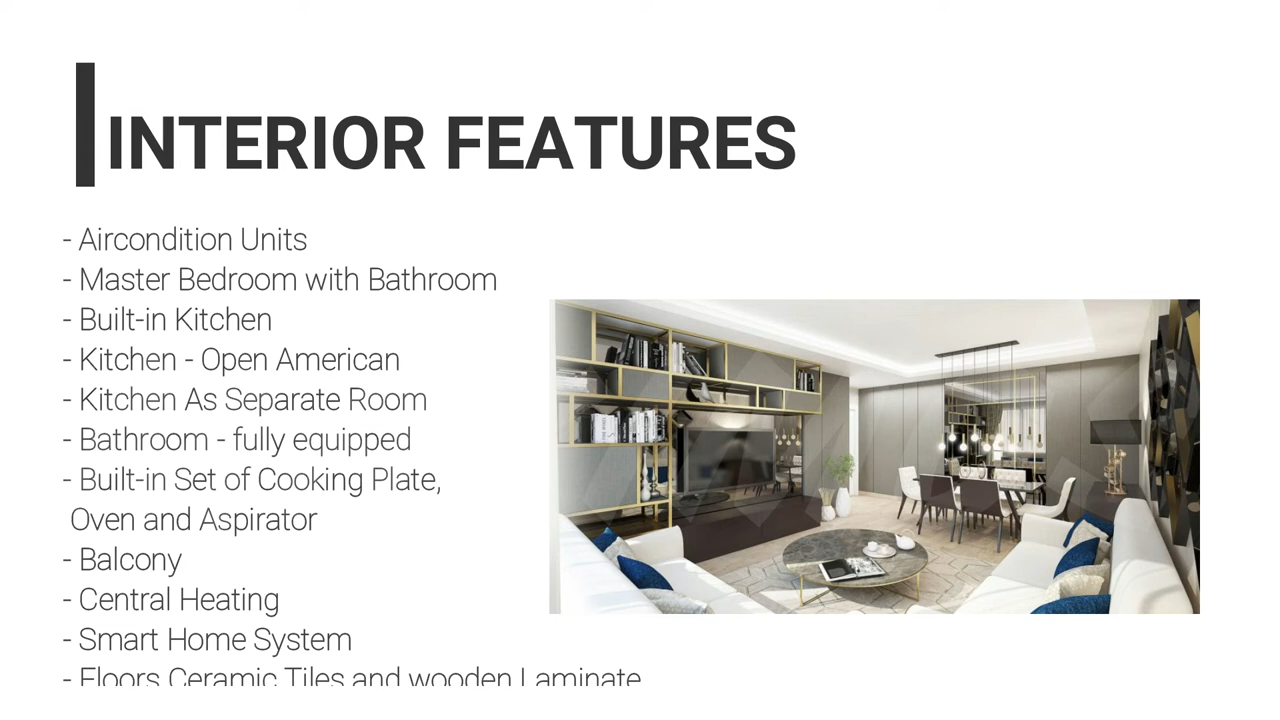 INTERIOR FEATURES
- Aircondition Units
- Master Bedroom with Bathroom
- Built-in Kitchen
- Kitchen - Open American
- Kitchen As Separate Room
- Bathroom - fully equipped
- Built-in Set of Cooking Plate,
Oven and Aspirator
- Balcony
- Central Heating
- Smart Home System
- Floors Ceramic Tiles and wooden Laminate